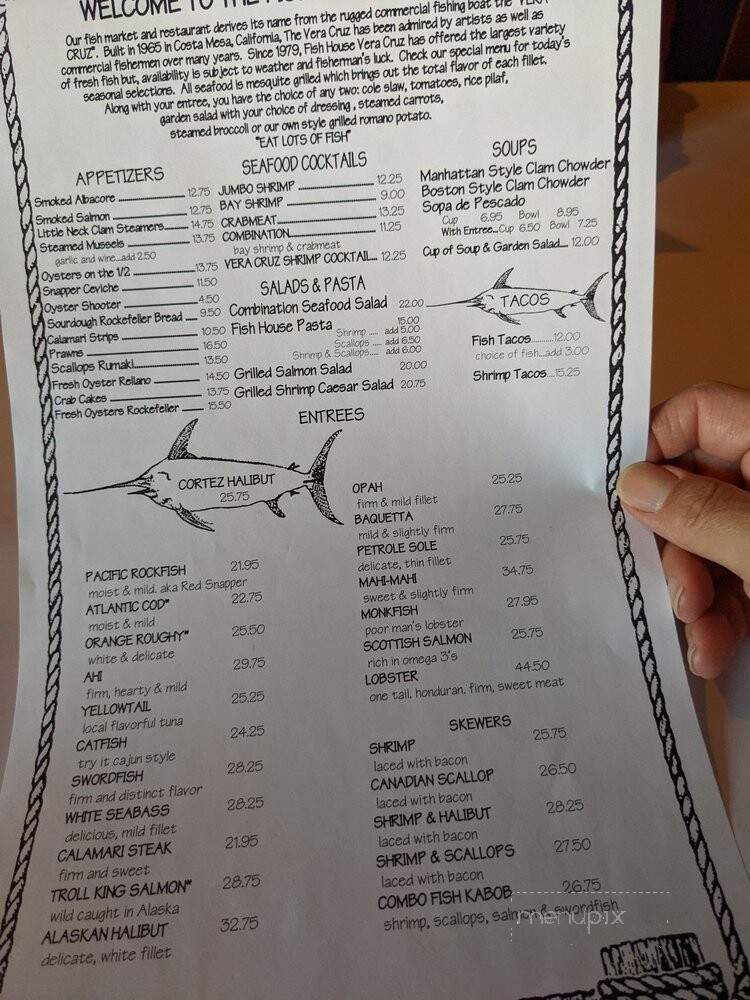 WELCOME TO THE
Our fish market and restaurant derives its name from the rugged commercial fishing boat the "VERA
CRUZ". Built in 1965 in Costa Mesa, California, The Vera Cruz has been admired by artists as well as
commercial fishermen over many years. Since 1979, Fish House Vera Cruz has offered the largest variety
of fresh fish but, availability is subject to weather and fisherman's luck. Check our special menu for today's
seasonal selections. All seafood is mesquite grilled which brings out the total flavor of each fillet.
Along with your entree, you have the choice of any two: cole slaw, tomatoes, rice pilaf,
garden salad with your choice of dressing, steamed carrots,
steamed broccoli or our own style grilled romano potato.
"EAT LOTS OF FISH"
APPETIZERS
Smoked Albacore 12.75
Smoked Salmon 12.75
Little Neck Clam Steamers 14.75
Steamed Mussels 13.75
garlic and wine...add 2.50
Oysters on the 1/2 13.75
Snapper Ceviche 11.50
Oyster Shooter 4.50
Sourdough Rockefeller Bread 9.50
Calamari Strips 10.50
Prawns 16.50
Scallops Rumaki 13.50
Fresh Oyster Rellano 14.50
Crab Cakes 13.75
Fresh Oysters Rockefeller 15.50
SEAFOOD COCKTAILS
JUMBO SHRIMP 12.25
BAY SHRIMP 9.00
CRABMEAT 13.25
COMBINATION 11.25
bay shrimp & crabmeat
VERA CRUZ SHRIMP COCKTAIL 12.25
SALADS & PASTA
Combination Seafood Salad 22.00
Fish House Pasta 15.00
Shrimp ..... add 5.00
Scallops .... add 6.50
Shrimp & Scallops.... add 6.00
Grilled Salmon Salad 20.00
Grilled Shrimp Caesar Salad 20.75
SOUPS
Manhattan Style Clam Chowder
Boston Style Clam Chowder
Sopa de Pescado
Cup 6.95 Bowl 8.95
With Entree...Cup 6.50 Bowl 7.25
Cup of Soup & Garden Salad.... 12.00
TACOS
Fish Tacos..........12.00
choice of fish...add 3.00
Shrimp Tacos....15.25
ENTREES
CORTEZ HALIBUT
25.75
PACIFIC ROCKFISH 21.95
moist & mild. aka Red Snapper
ATLANTIC COD* 22.75
moist & mild
ORANGE ROUGHY* 25.50
white & delicate
AHI 29.75
firm, hearty & mild
YELLOWTAIL 25.25
local flavorful tuna
CATFISH 24.25
try it cajun style
SWORDFISH 28.25
firm and distinct flavor
WHITE SEABASS 28.25
delicious, mild fillet
CALAMARI STEAK 21.95
firm and sweet
TROLL KING SALMON* 28.75
wild caught in Alaska
ALASKAN HALIBUT 32.75
delicate, white fillet
OPAH 25.25
firm & mild fillet
BAQUETTA 27.75
mild & slightly firm
PETROLE SOLE 25.75
delicate, thin fillet
MAHI-MAHI 34.75
sweet & slightly firm
MONKFISH 27.95
poor man's lobster
SCOTTISH SALMON 25.75
rich in omega 3's
LOBSTER 44.50
one tail, honduran, firm, sweet meat
SKEWERS
SHRIMP 25.75
laced with bacon
CANADIAN SCALLOP 26.50
laced with bacon
SHRIMP & HALIBUT 28.25
laced with bacon
SHRIMP & SCALLOPS 27.50
laced with bacon
COMBO FISH KABOB 26.75
shrimp, scallops, salmon & swordfish
menupix